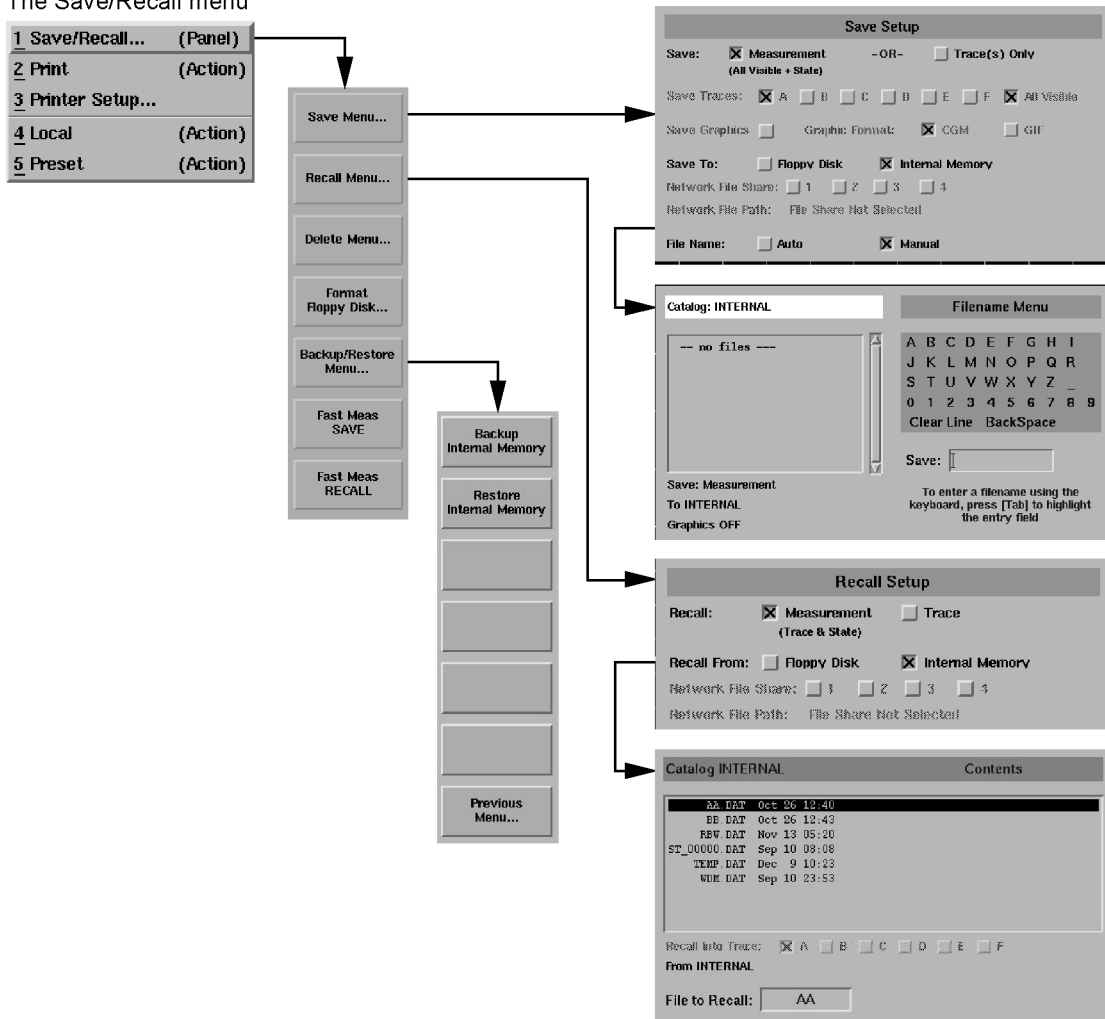 The Save/Recall menu
1 Save/Recall... (Panel)
2 Print (Action)
3 Printer Setup...
4 Local (Action)
5 Preset (Action)
Save Menu...
Recall Menu...
Delete Menu...
Format
Floppy Disk...
Backup/Restore
Menu...
Fast Meas
SAVE
Fast Meas
RECALL
Backup
Internal Memory
Restore
Internal Memory
Previous
Menu...
Save Setup
Save: Measurement -OR- Trace(s) Only
(All Visible + State)
Save Traces: A B C D E F All Visible
Save Graphics Graphic Format: CGM GIF
Save To: Floppy Disk Internal Memory
Network File Share: 1 2 3 4
Network File Path: File Share Not Selected
File Name: Auto Manual
Catalog: INTERNAL
-- no files ---
Save: Measurement
To INTERNAL
Graphics OFF
Filename Menu
A B C D E F G H I
J K L M N O P Q R
S T U V W X Y Z _
0 1 2 3 4 5 6 7 8 9
Clear Line BackSpace
Save:
To enter a filename using the
keyboard, press [Tab] to highlight
the entry field
Recall Setup
Recall: Measurement Trace
(Trace & State)
Recall From: Floppy Disk Internal Memory
Network File Share: 1 2 3 4
Network File Path: File Share Not Selected
Catalog INTERNAL Contents
AA.DAT Oct 26 12:40
BB.DAT Oct 26 12:43
RBW.DAT Nov 13 05:20
ST_00000.DAT Sep 10 08:08
TEMP.DAT Dec 9 10:23
WDM.DAT Sep 10 23:53
Recall Into Trace: A B C D E F
From INTERNAL
File to Recall: AA